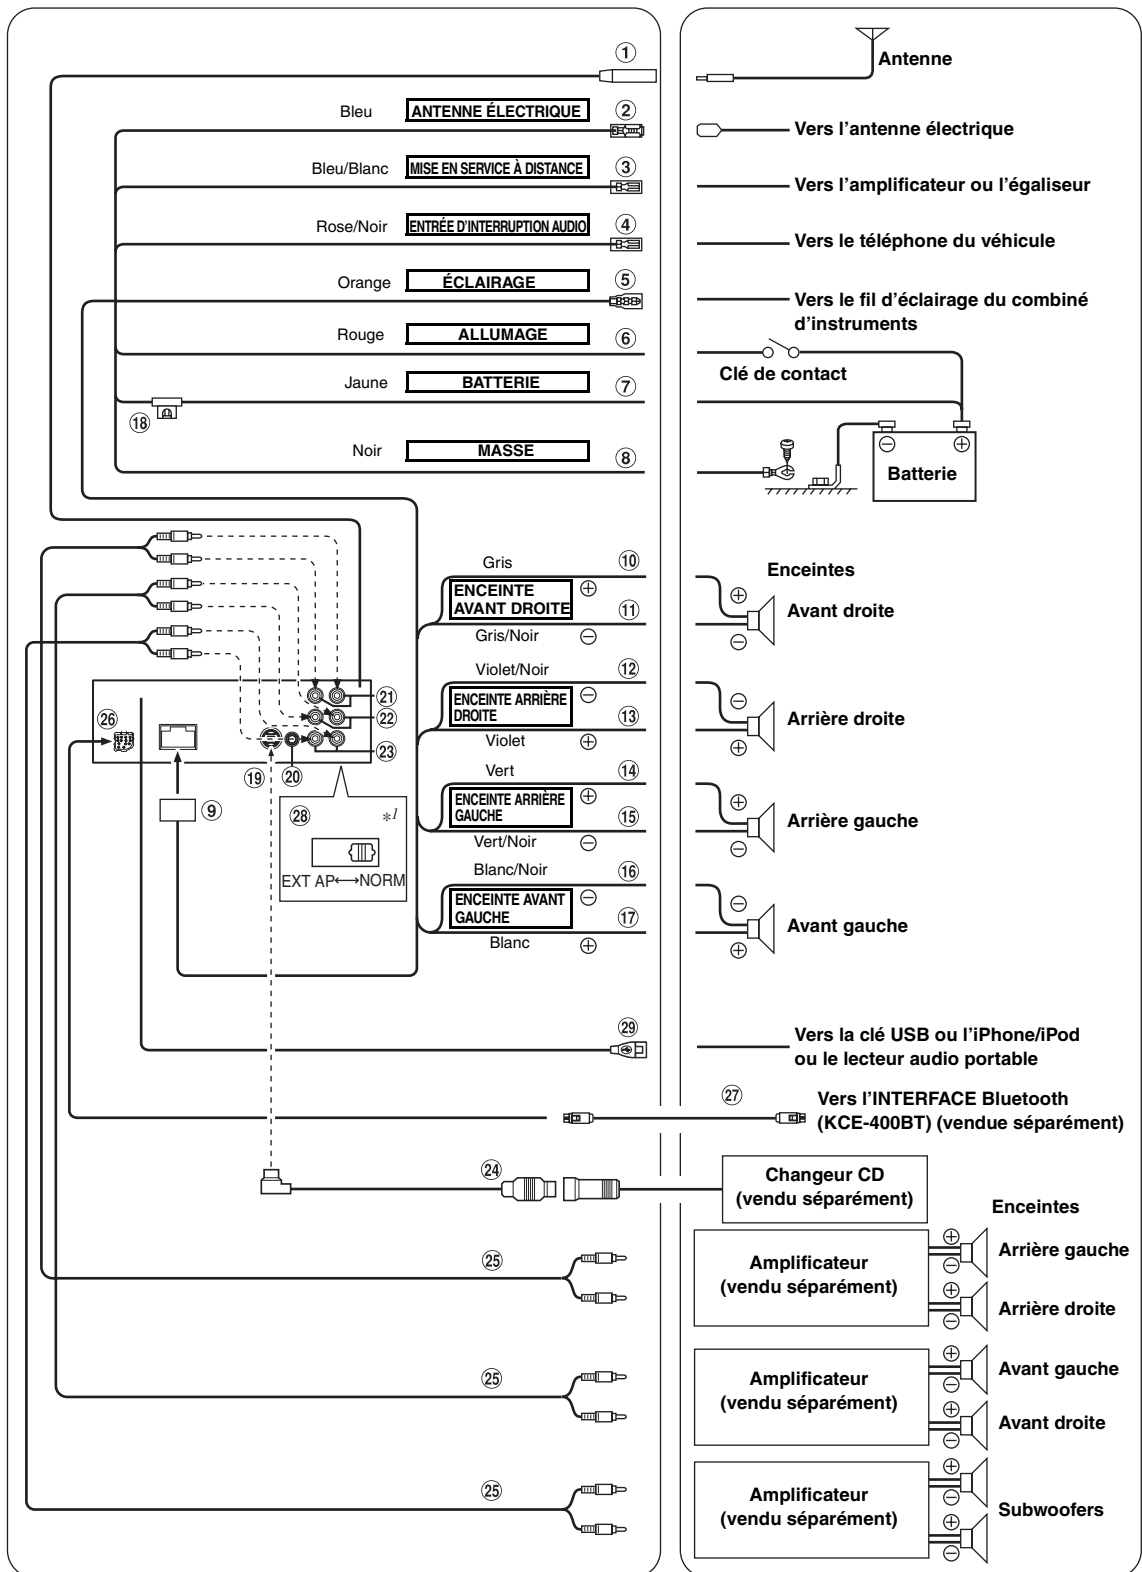 ①
Antenne
Bleu ANTENNE ÉLECTRIQUE ②
Vers l'antenne électrique
Bleu/Blanc MISE EN SERVICE À DISTANCE ③
Vers l'amplificateur ou l'égaliseur
Rose/Noir ENTRÉE D'INTERRUPTION AUDIO ④
Vers le téléphone du véhicule
Orange ÉCLAIRAGE ⑤
Vers le fil d'éclairage du combiné
d'instruments
Rouge ALLUMAGE ⑥
Clé de contact
Jaune BATTERIE ⑦
⑱
Noir MASSE ⑧
⊖ ⊕
Batterie
Gris ⑩
ENCEINTE ⊕
AVANT DROITE ⑪
Gris/Noir ⊖
Enceintes
⊕
Avant droite
⊖
Violet/Noir ⑫
ENCEINTE ARRIÈRE ⊖
DROITE ⑬
Violet ⊕
⊖
Arrière droite
⊕
㉑
㉒
㉓
㉖
⑲ ⑳
⑨
㉘ *1
EXT AP←→NORM
Vert ⑭
ENCEINTE ARRIÈRE ⊕
GAUCHE ⑮
Vert/Noir ⊖
⊕
Arrière gauche
⊖
Blanc/Noir ⑯
ENCEINTE AVANT ⊖
GAUCHE ⑰
Blanc ⊕
⊖
Avant gauche
⊕
㉙
Vers la clé USB ou l'iPhone/iPod
ou le lecteur audio portable
㉗
Vers l'INTERFACE Bluetooth
(KCE-400BT) (vendue séparément)
㉔
Changeur CD
(vendu séparément)
Enceintes
㉕
Amplificateur
(vendu séparément)
⊕
⊖
Arrière gauche
⊕
⊖
Arrière droite
㉕
Amplificateur
(vendu séparément)
⊕
⊖
Avant gauche
⊕
⊖
Avant droite
㉕
Amplificateur
(vendu séparément)
⊕
⊖
Subwoofers
⊕
⊖